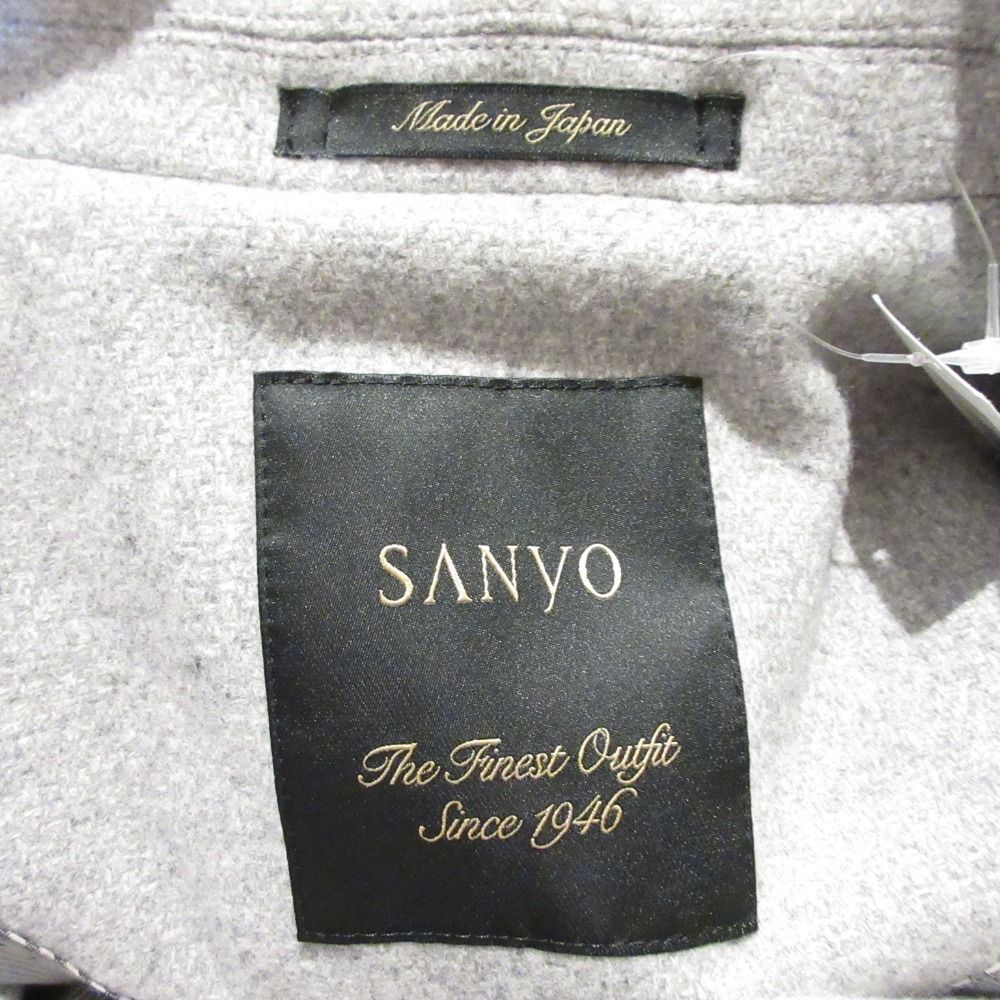 Made in Japan
SANYO
The Finest Outfit
Since 1946